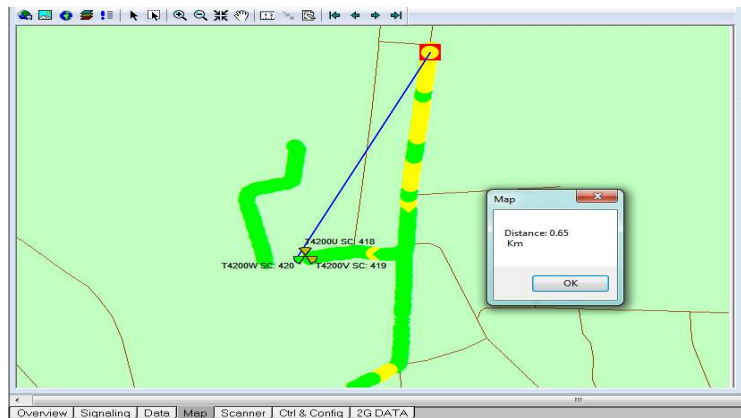 T4200U SC: 418
T4200W SC: 420
T4200V SC: 419
Map
Distance: 0.65
Km
OK
Overview
Signaling
Data
Map
Scanner
Ctrl & Config
2G DATA